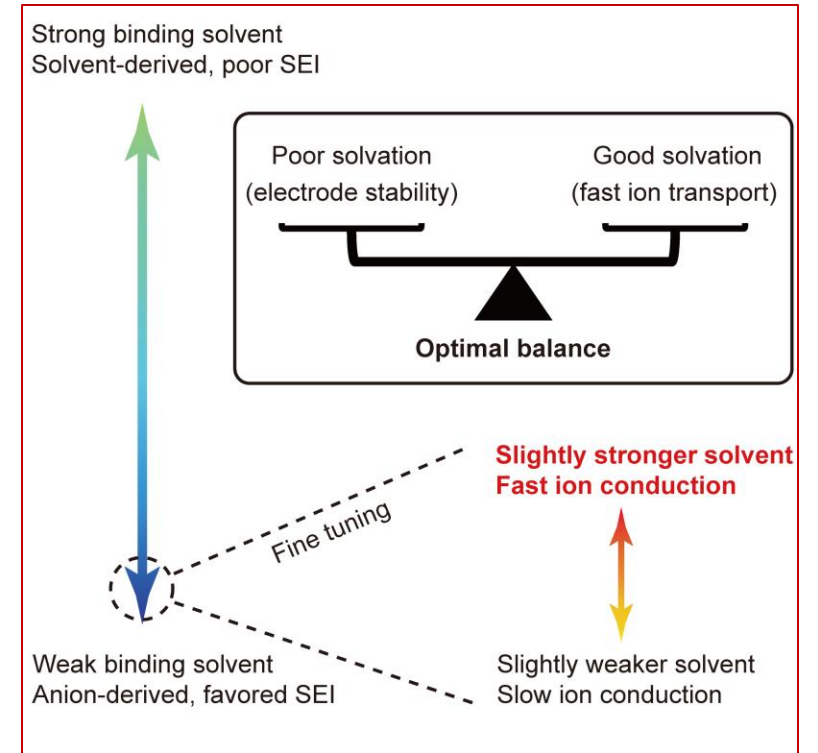 Strong binding solvent
Solvent-derived, poor SEI
Poor solvation
(electrode stability)
Good solvation
(fast ion transport)
Optimal balance
Slightly stronger solvent
Fast ion conduction
Fine tuning
Weak binding solvent
Anion-derived, favored SEI
Slightly weaker solvent
Slow ion conduction